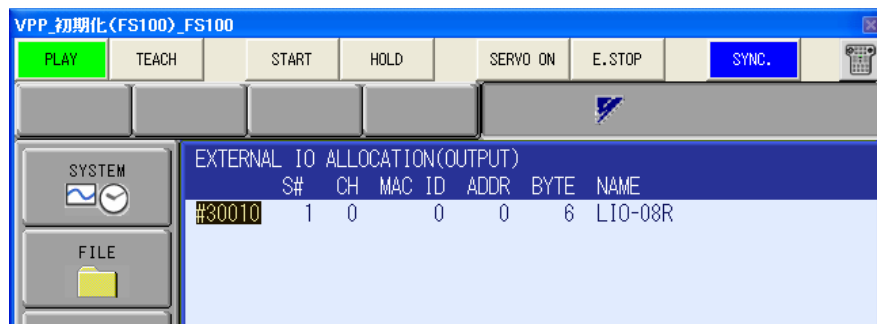 VPP_初期化(FS100)_FS100
PLAY TEACH START HOLD SERVO ON E.STOP SYNC.
SYSTEM
FILE
EXTERNAL IO ALLOCATION(OUTPUT)
S# CH MAC ID ADDR BYTE NAME
#30010 1 0 0 0 6 LIO-08R